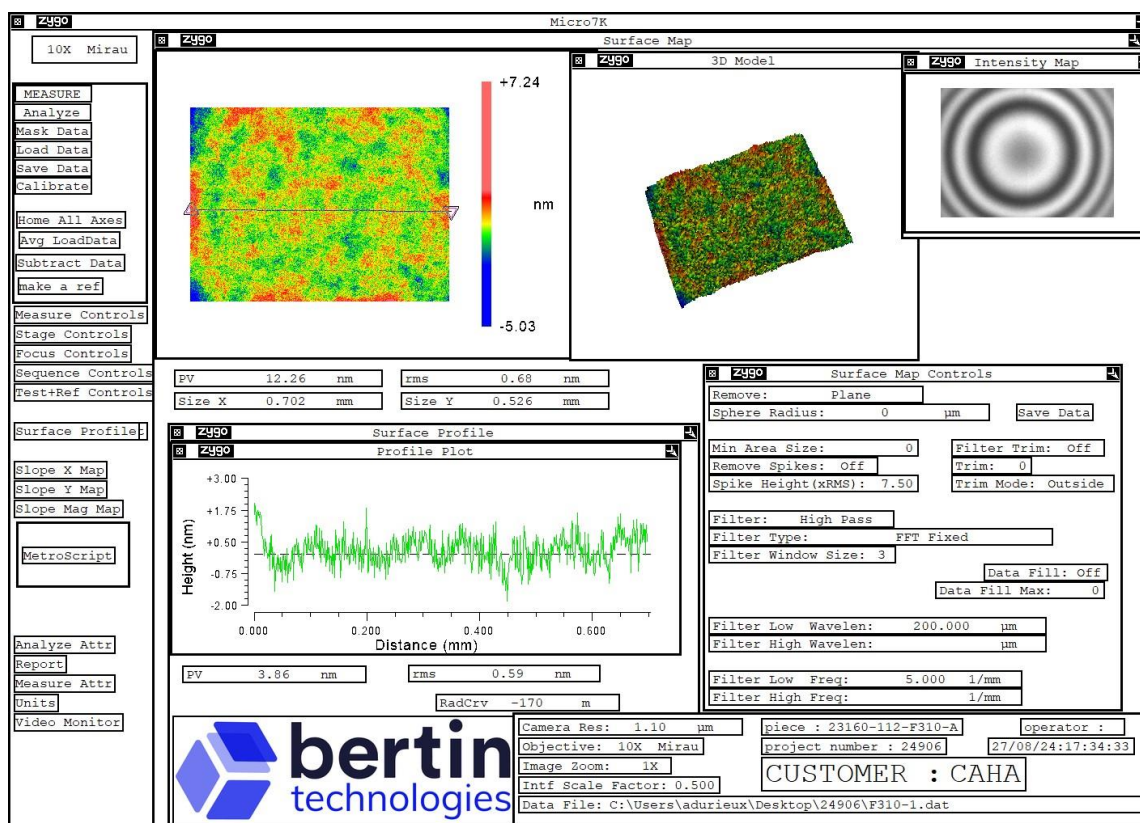 zygo Micro7K
10X Mirau
MEASURE
Analyze
Mask Data
Load Data
Save Data
Calibrate
Home All Axes
Avg LoadData
Subtract Data
make a ref
Measure Controls
Stage Controls
Focus Controls
Sequence Controls
Test+Ref Controls
Surface Profile
Slope X Map
Slope Y Map
Slope Mag Map
MetroScript
Analyze Attr
Report
Measure Attr
Units
Video Monitor
zygo Surface Map
+7.24
nm
-5.03
zygo 3D Model
zygo Intensity Map
PV 12.26 nm rms 0.68 nm
Size X 0.702 mm Size Y 0.526 mm
zygo Surface Profile
zygo Profile Plot
+3.00
+1.75
+0.50
-0.75
-2.00
Height (nm)
0.000 0.200 0.400 0.600
Distance (mm)
PV 3.86 nm rms 0.59 nm
RadCrv -170 m
zygo Surface Map Controls
Remove: Plane
Sphere Radius: 0 µm Save Data
Min Area Size: 0 Filter Trim: Off
Remove Spikes: Off Trim: 0
Spike Height(xRMS): 7.50 Trim Mode: Outside
Filter: High Pass
Filter Type: FFT Fixed
Filter Window Size: 3
Data Fill: Off
Data Fill Max: 0
Filter Low Wavelen: 200.000 µm
Filter High Wavelen: µm
Filter Low Freq: 5.000 1/mm
Filter High Freq: 1/mm
bertin
technologies
Camera Res: 1.10 µm piece : 23160-112-F310-A operator :
Objective: 10X Mirau project number : 24906 27/08/24:17:34:33
Image Zoom: 1X CUSTOMER : CAHA
Intf Scale Factor: 0.500
Data File: C:\Users\adurieux\Desktop\24906\F310-1.dat